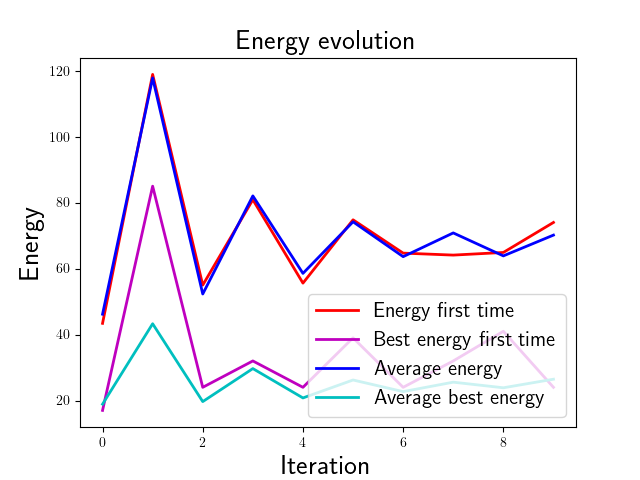 Energy evolution
120
100
80
60
40
20
Energy
0
2
4
6
8
Iteration
Energy first time
Best energy first time
Average energy
Average best energy